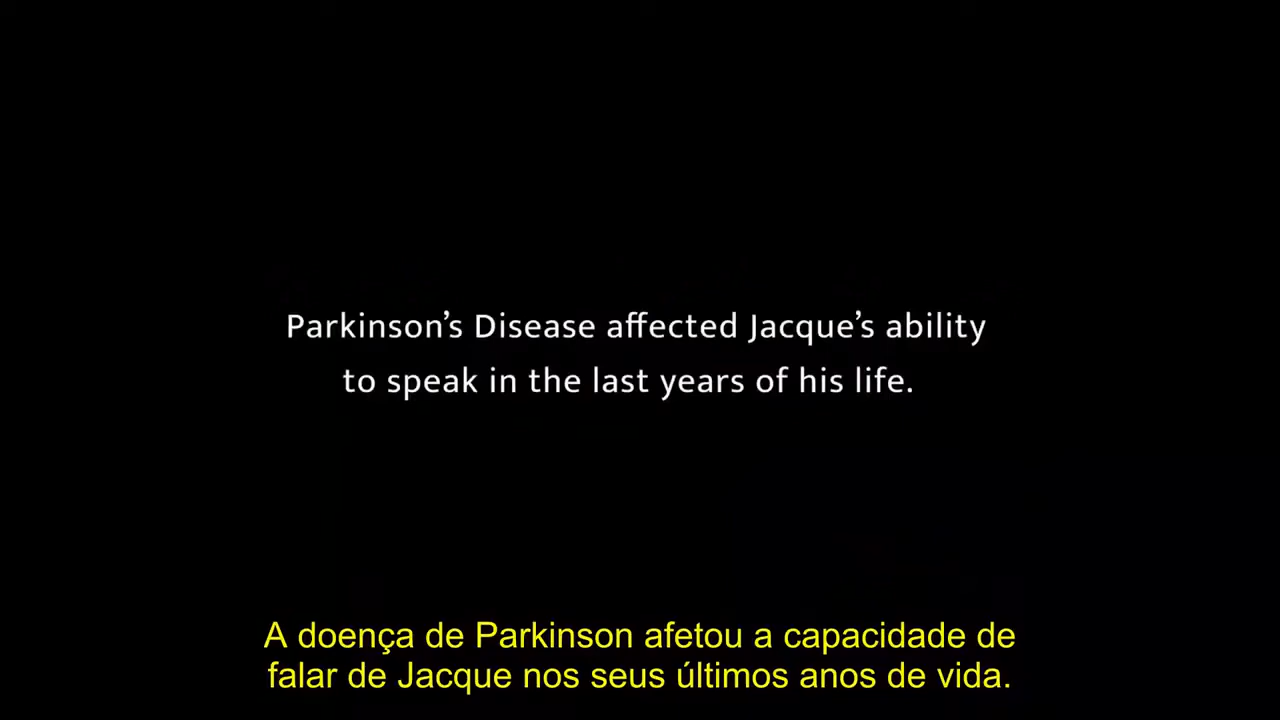 Parkinson’s Disease affected Jacque’s ability
to speak in the last years of his life.
A doença de Parkinson afetou a capacidade de
falar de Jacque nos seus últimos anos de vida.